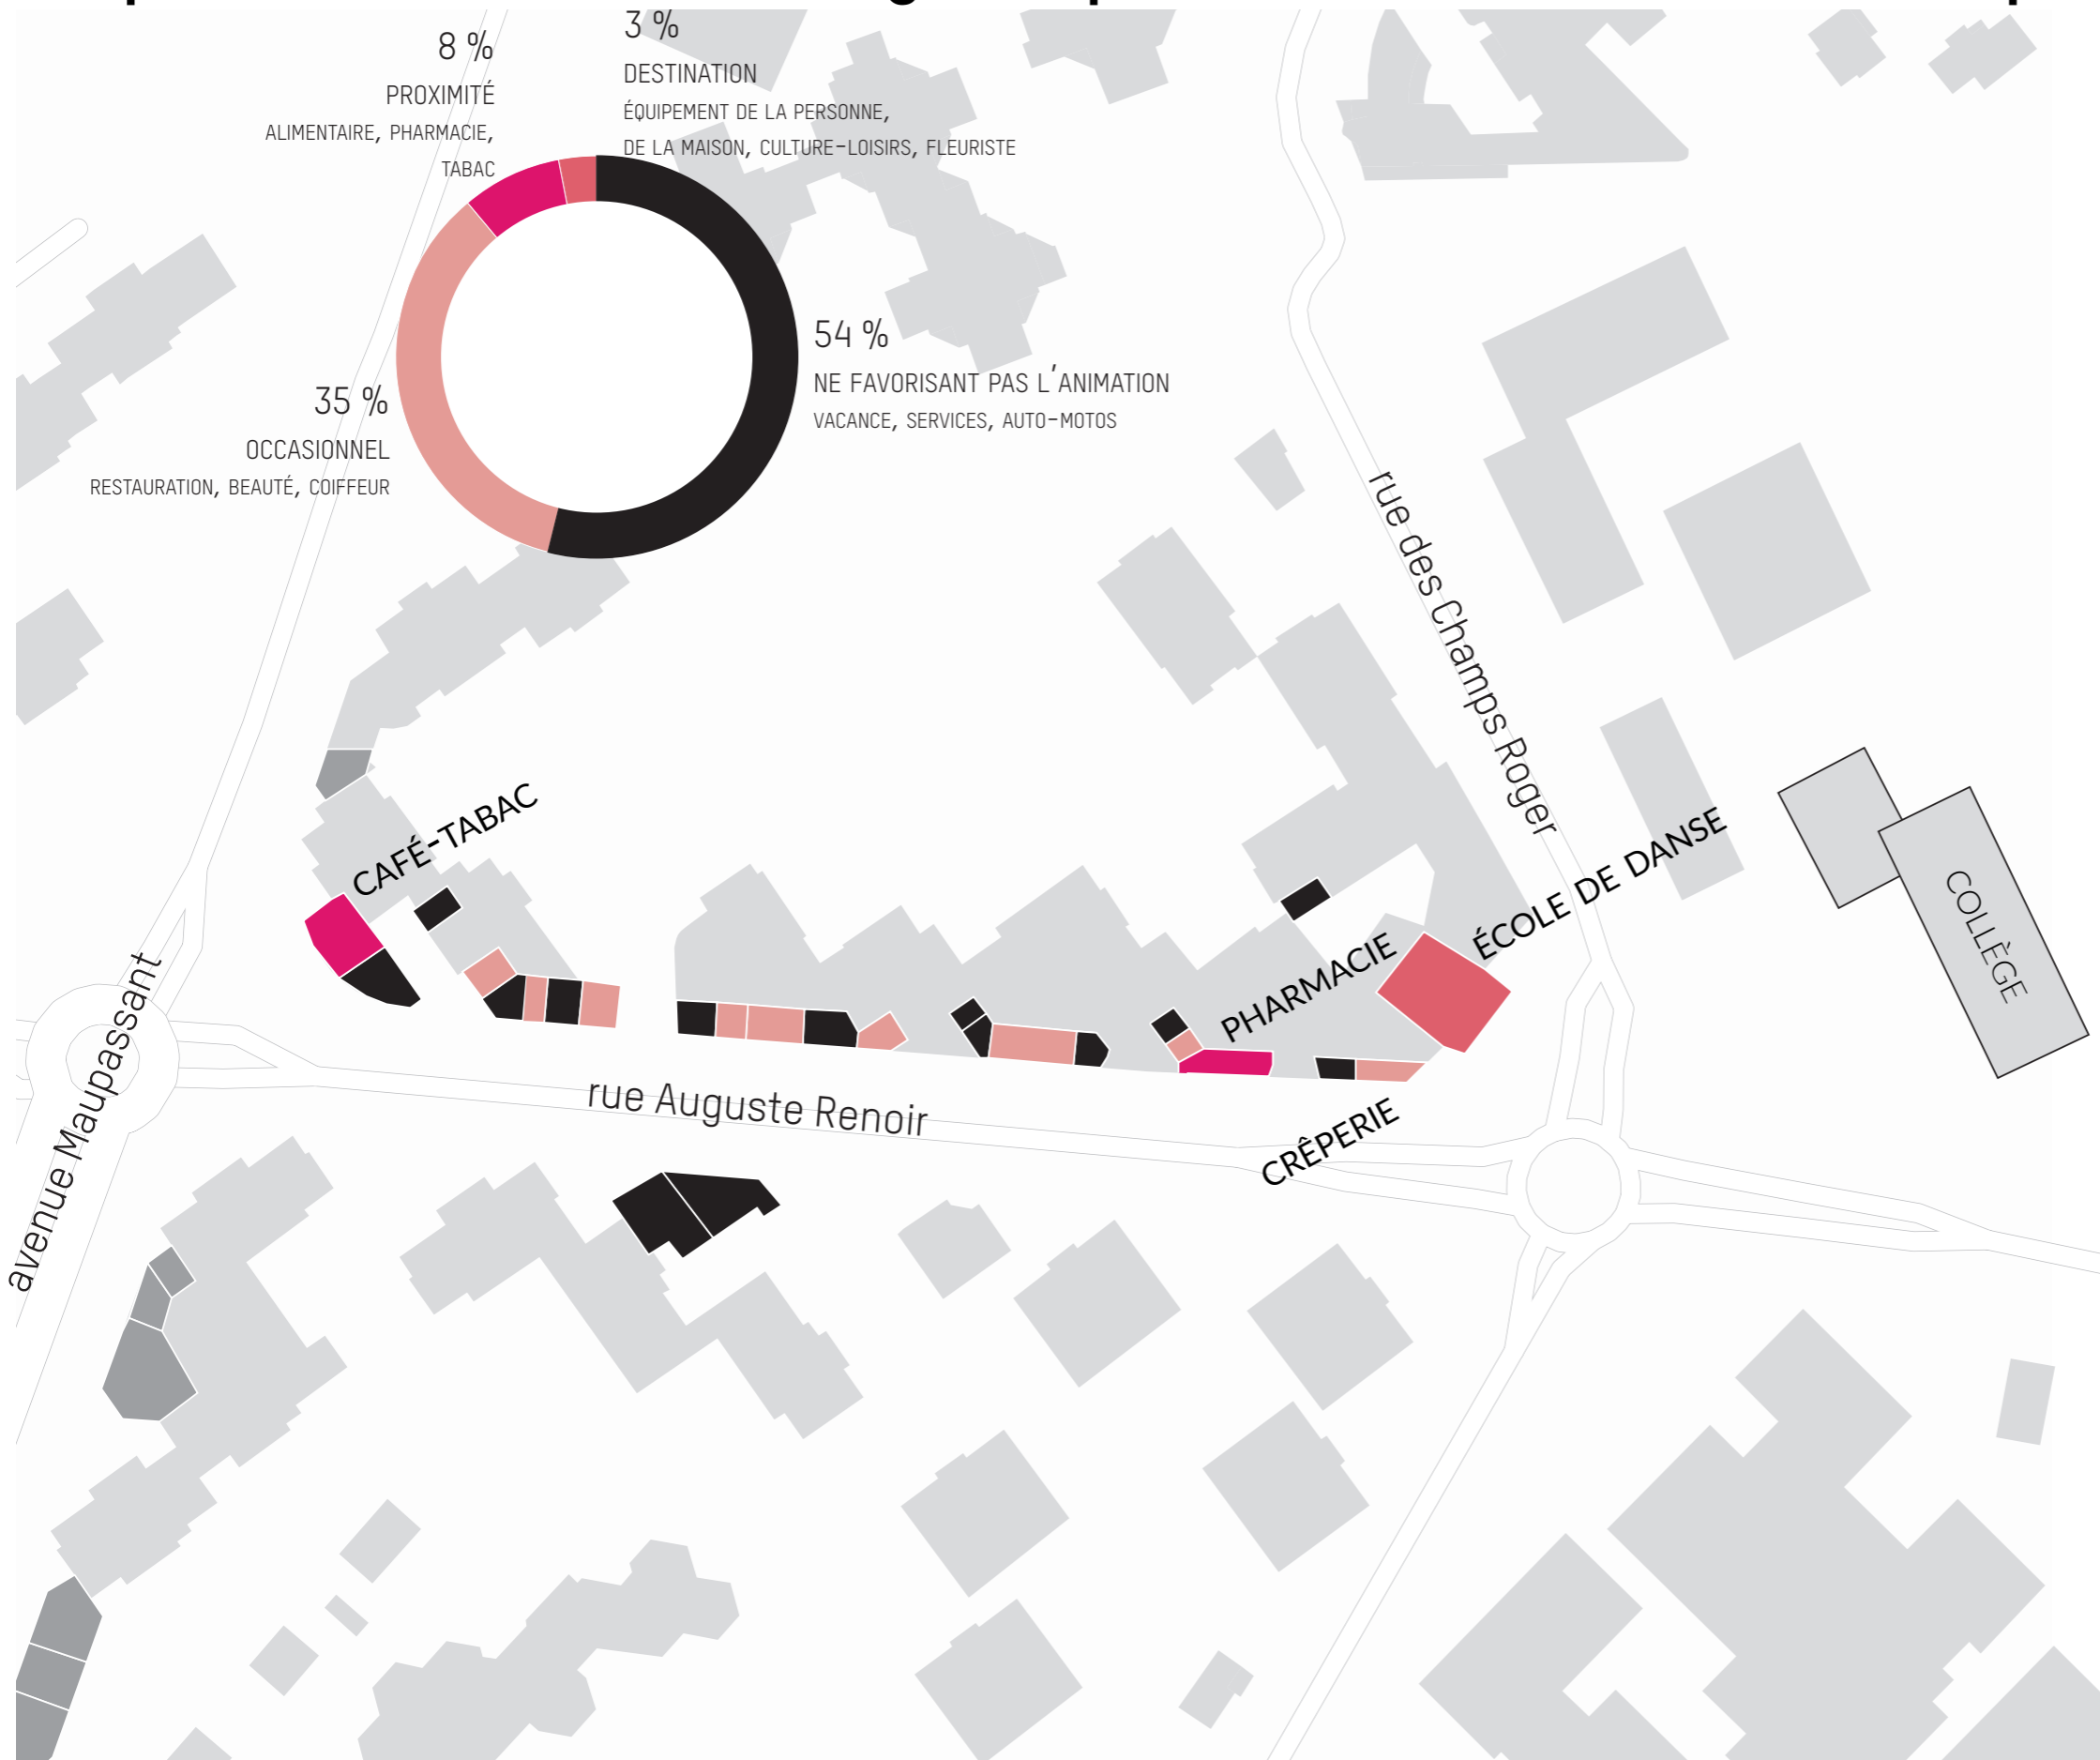 8 %
PROXIMITÉ
ALIMENTAIRE, PHARMACIE,
TABAC
3 %
DESTINATION
ÉQUIPEMENT DE LA PERSONNE,
DE LA MAISON, CULTURE-LOISIRS, FLEURISTE
54 %
NE FAVORISANT PAS L'ANIMATION
VACANCE, SERVICES, AUTO-MOTOS
35 %
OCCASIONNEL
RESTAURATION, BEAUTÉ, COIFFEUR
rue des Champs Roger
CAFÉ-TABAC
ÉCOLE DE DANSE
COLLÈGE
PHARMACIE
avenue Maupassant
rue Auguste Renoir
CRÊPERIE